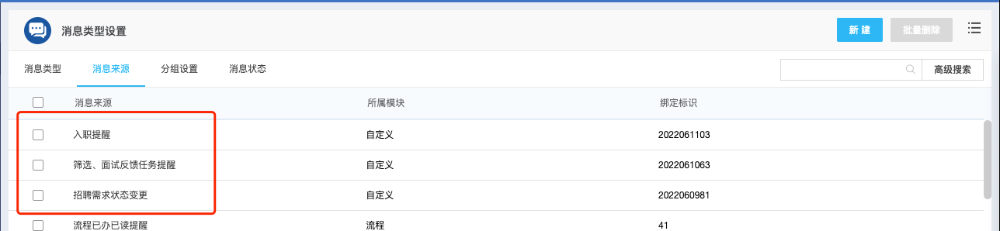 消息类型设置
新 建
批量删除
消息类型 消息来源 分组设置 消息状态
高级搜索
消息来源 所属模块 绑定标识
入职提醒 自定义 2022061103
筛选、面试反馈任务提醒 自定义 2022061063
招聘需求状态变更 自定义 2022060981
流程已办已读提醒 流程 41